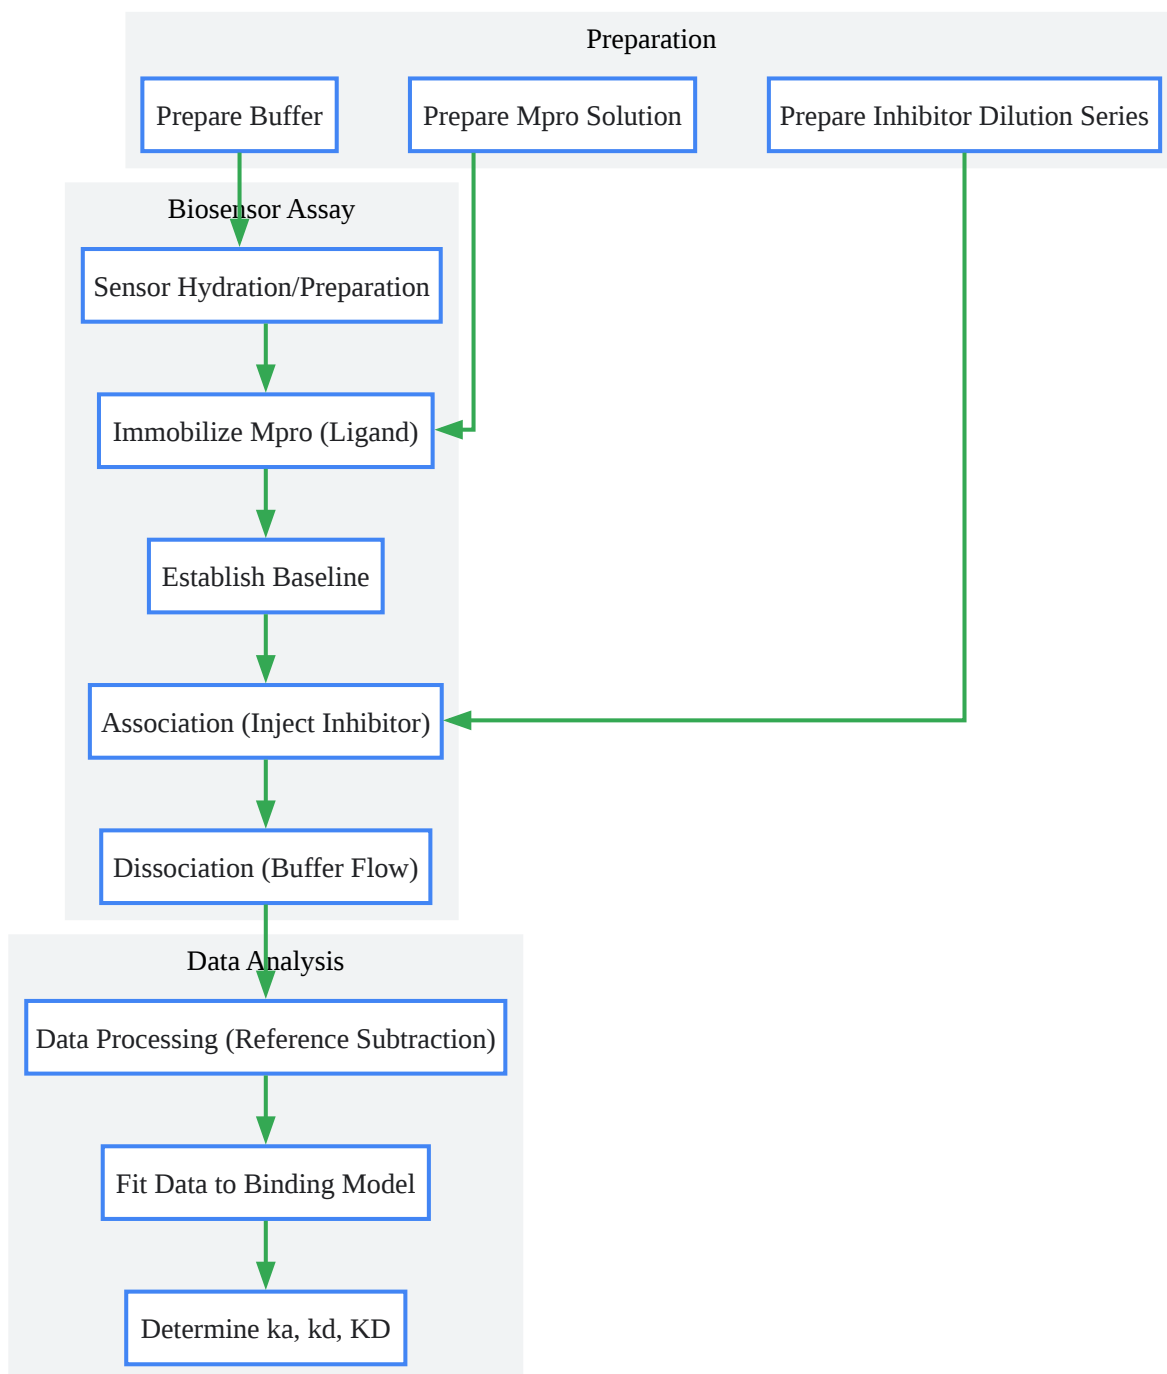 Preparation
Prepare Buffer
Prepare Mpro Solution
Prepare Inhibitor Dilution Series
Biosensor Assay
Sensor Hydration/Preparation
Immobilize Mpro (Ligand)
Establish Baseline
Association (Inject Inhibitor)
Dissociation (Buffer Flow)
Data Analysis
Data Processing (Reference Subtraction)
Fit Data to Binding Model
Determine ka, kd, KD